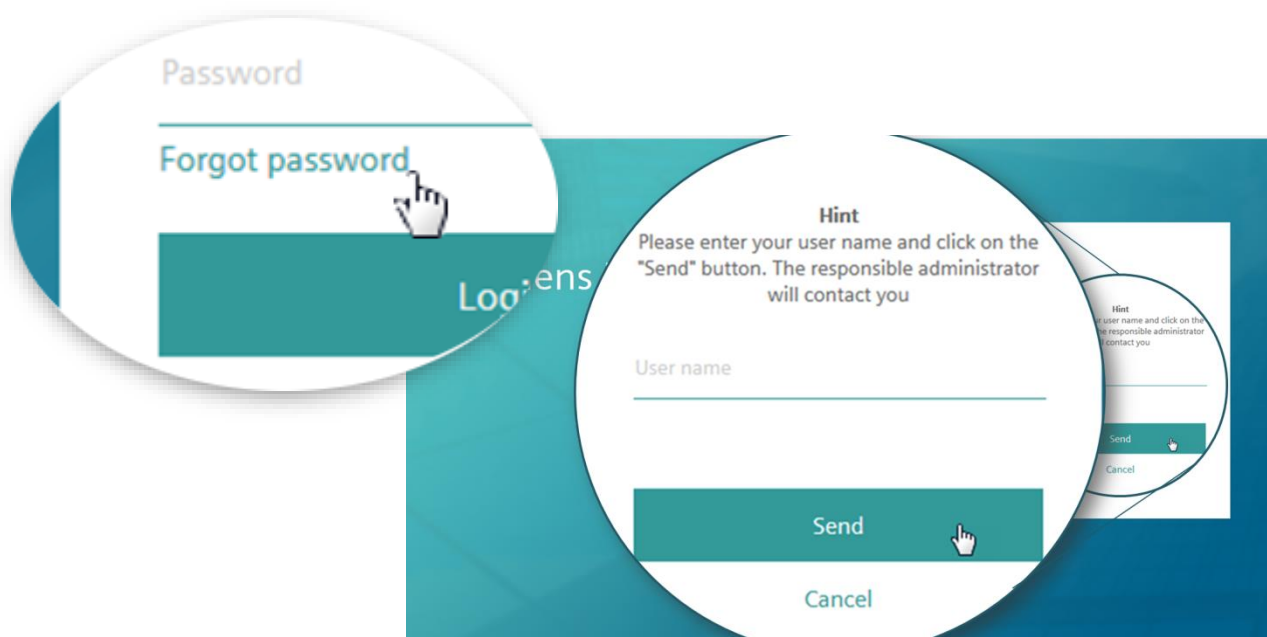 Password
Forgot password
Logi
ens
Hint
Please enter your user name and click on the
"Send" button. The responsible administrator
will contact you
User name
Send
Cancel
Hint
user name and click on the
responsible administrator
contact you
Send
Cancel